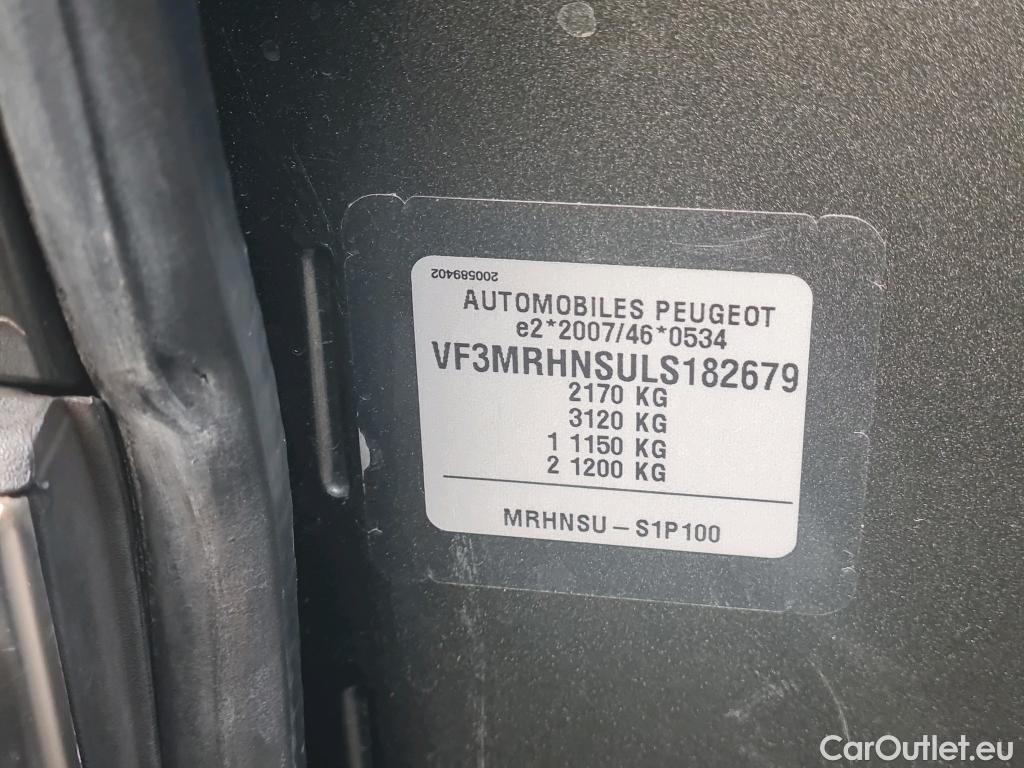 200589402
AUTOMOBILES PEUGEOT
e2*2007/46*0534
VF3MRHNSULS182679
2170 KG
3120 KG
1 1150 KG
2 1200 KG
MRHNSU – S1P100
CarOutlet.eu